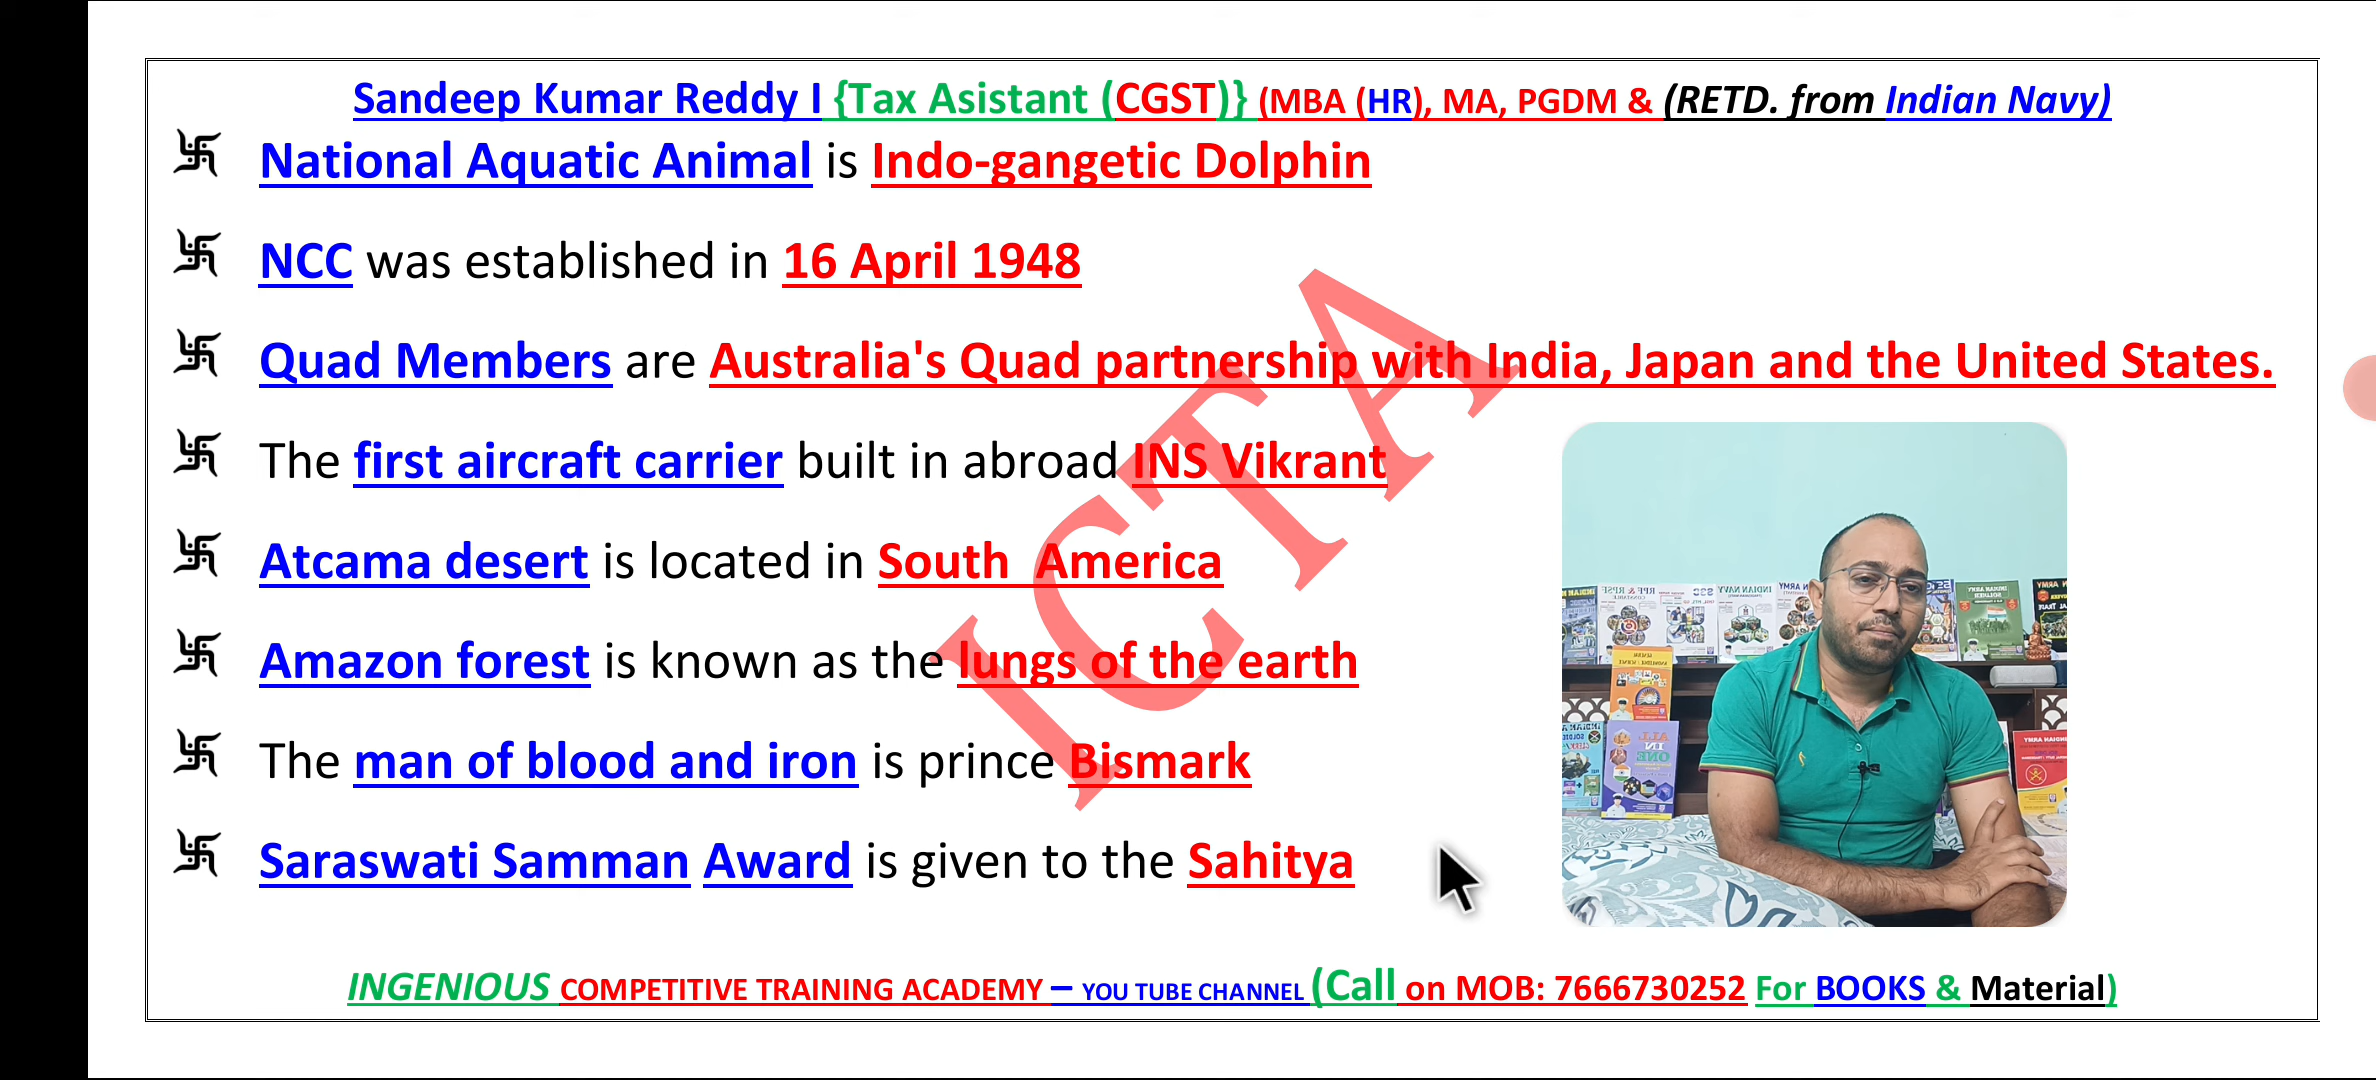 Sandeep Kumar Reddy I {Tax Asistant (CGST)} (MBA (HR), MA, PGDM & (RETD. from Indian Navy)
National Aquatic Animal is Indo-gangetic Dolphin
NCC was established in 16 April 1948
Quad Members are Australia's Quad partnership with India, Japan and the United States.
The first aircraft carrier built in abroad INS Vikrant
Atcama desert is located in South America
Amazon forest is known as the lungs of the earth
The man of blood and iron is prince Bismark
Saraswati Samman Award is given to the Sahitya
ICTA
ALL
IN
ONE
INGENIOUS COMPETITIVE TRAINING ACADEMY – YOU TUBE CHANNEL (Call on MOB: 7666730252 For BOOKS & Material)